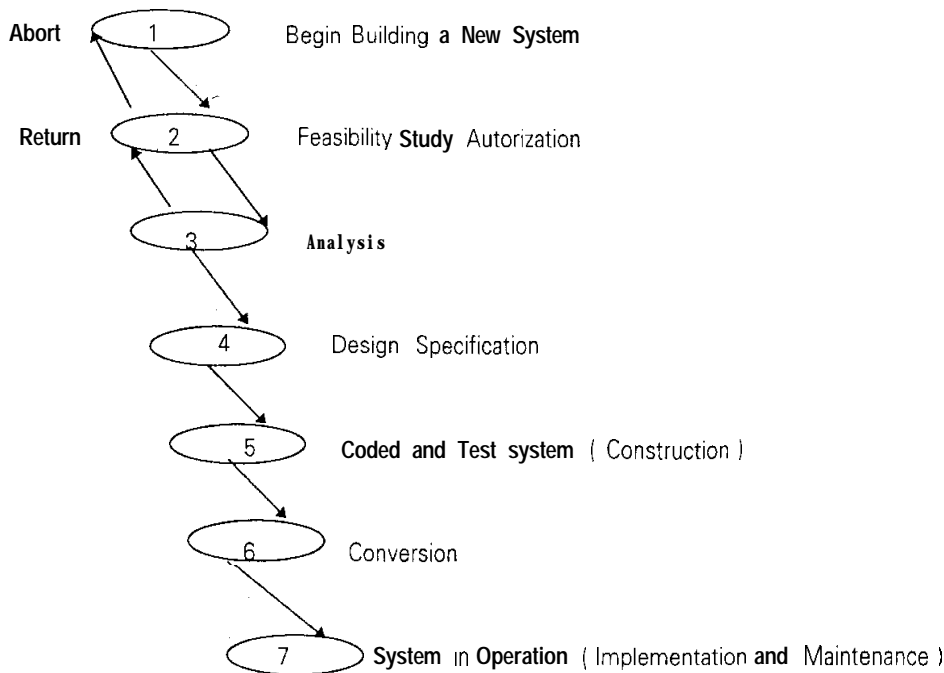 Abort 1 Begin Building a New System
Return 2 Feasibility Study Autorization
3 Analysis
4 Design Specification
5 Coded and Test system ( Construction )
6 Conversion
7 System in Operation ( Implementation and Maintenance )